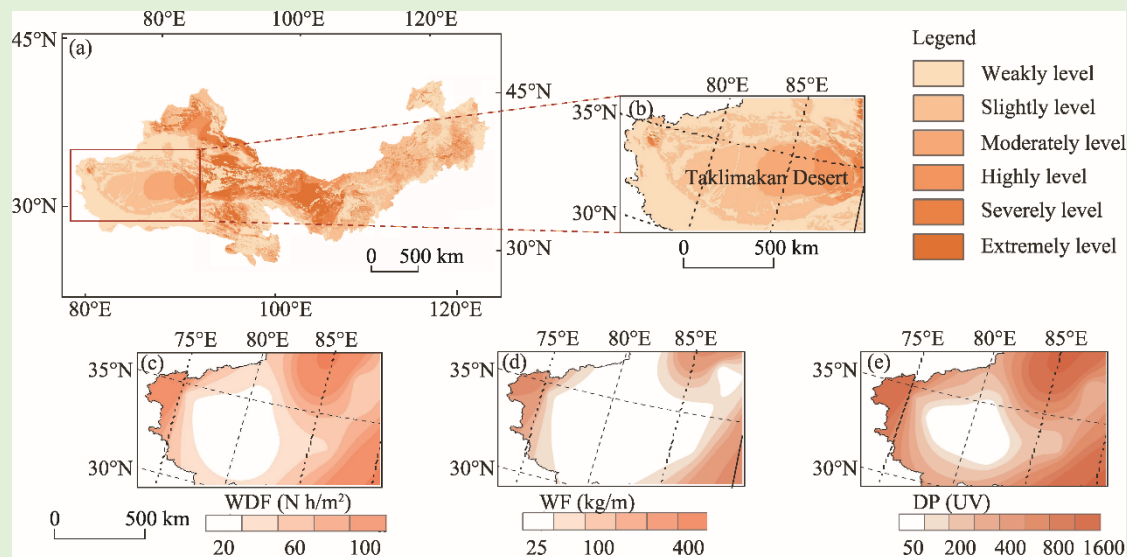 80°E 100°E 120°E
45°N
(a)
30°N
45°N
30°N
0 500 km
80°E 100°E 120°E
80°E 85°E
35°N
(b)
Taklimakan Desert
30°N
0 500 km
Legend
Weakly level
Slightly level
Moderately level
Highly level
Severely level
Extremely level
75°E 80°E 85°E
(c)
35°N
30°N
WDF (N h/m²)
20 60 100
0 500 km
75°E 80°E 85°E
(d)
35°N
30°N
WF (kg/m)
25 100 400
75°E 80°E 85°E
(e)
35°N
30°N
DP (UV)
50 200 400 800 1600